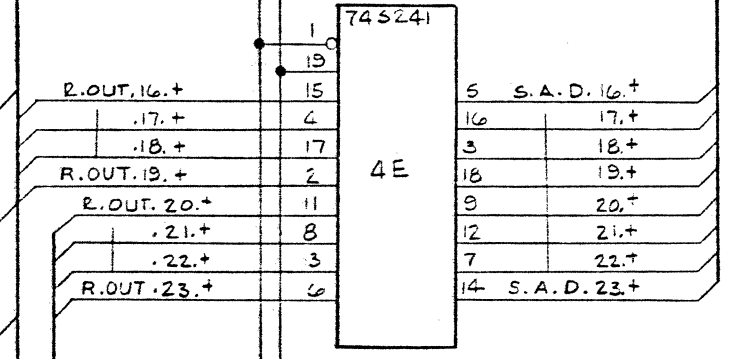 74S241
1
19
R.OUT.16.+ 15 5 S.A.D.16.+
.17.+ 4 16 17.+
.18.+ 17 3 18.+
R.OUT.19.+ 2 4E 18 19.+
R.OUT.20.+ 11 9 20.+
.21.+ 8 12 21.+
.22.+ 13 7 22.+
R.OUT.23.+ 6 14 S.A.D.23.+